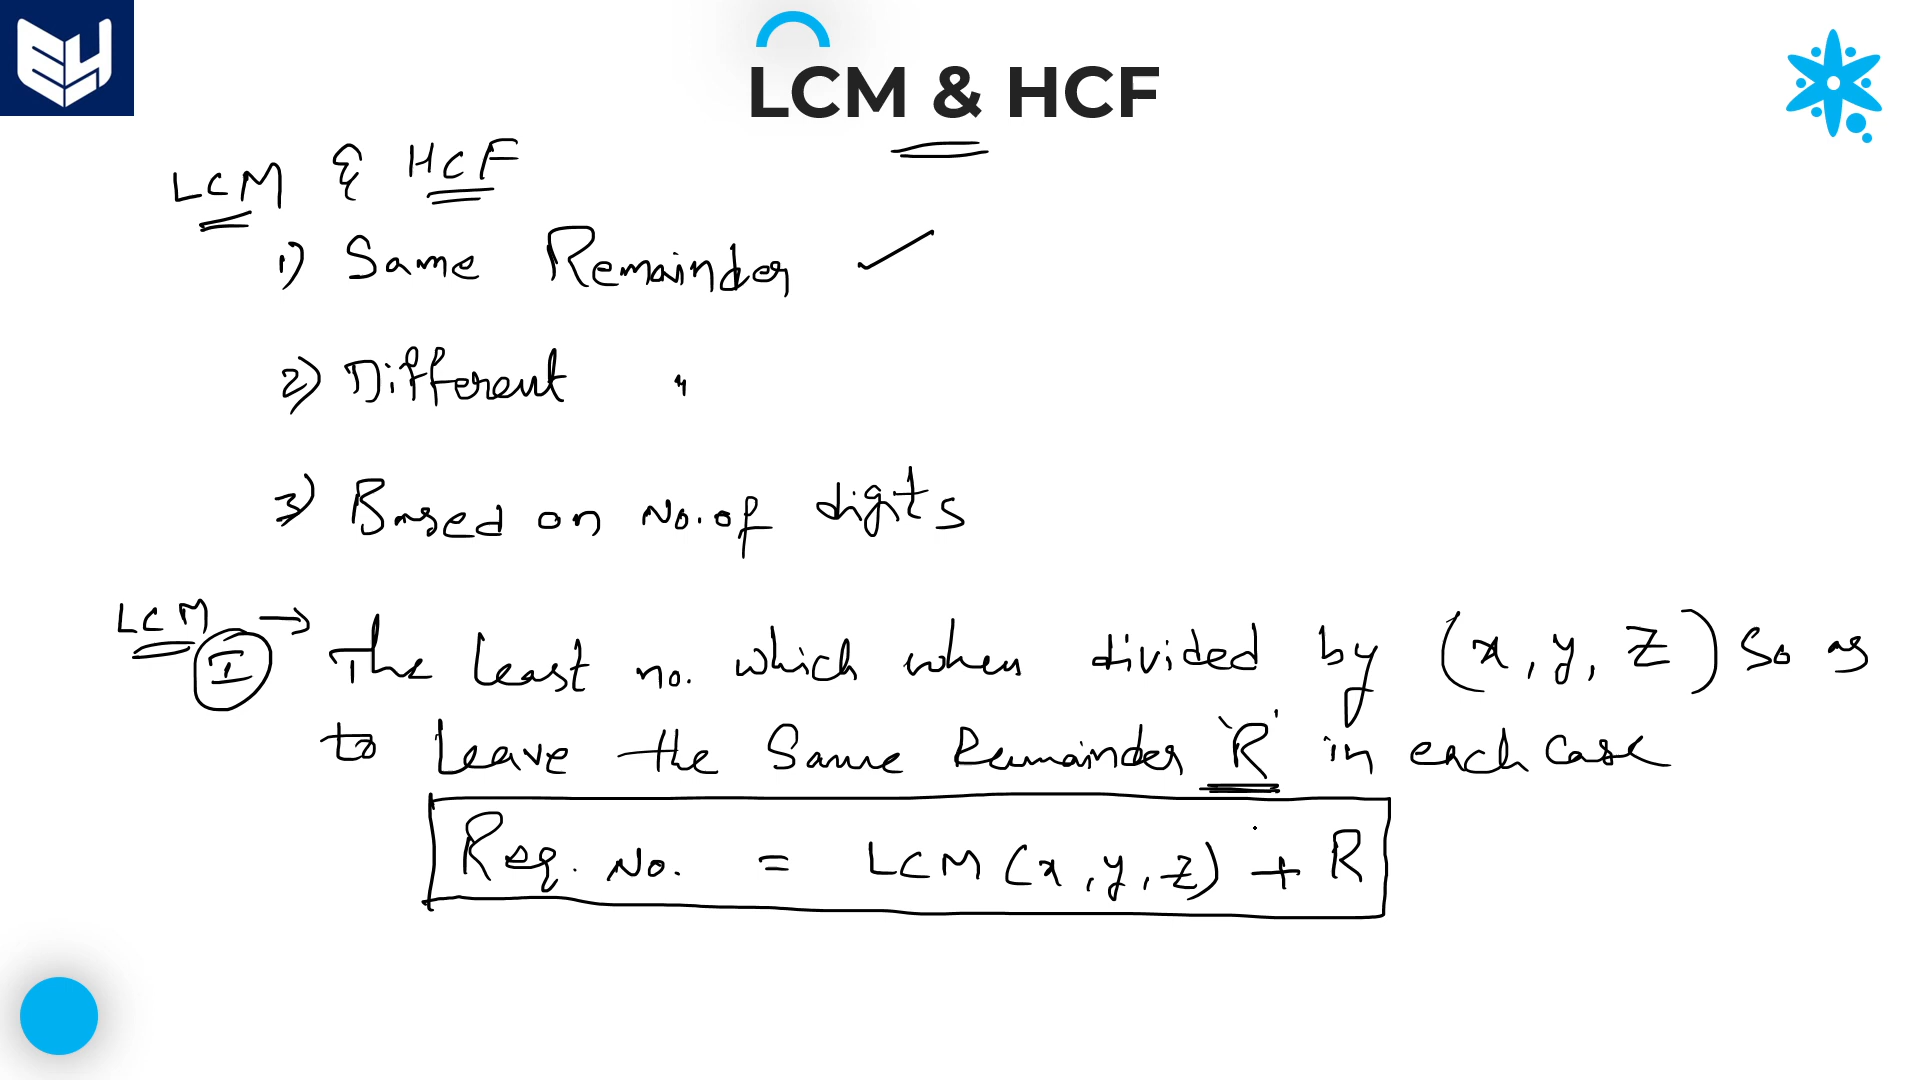 LCM & HCF
LCM & HCF
1) Same Remainder ✓
2) Different "
3) Based on No. of digits
LCM I → The least no. which when divided by (x, y, z) so as
to leave the same Remainder 'R' in each case
Req. No. = LCM (x, y, z) + R